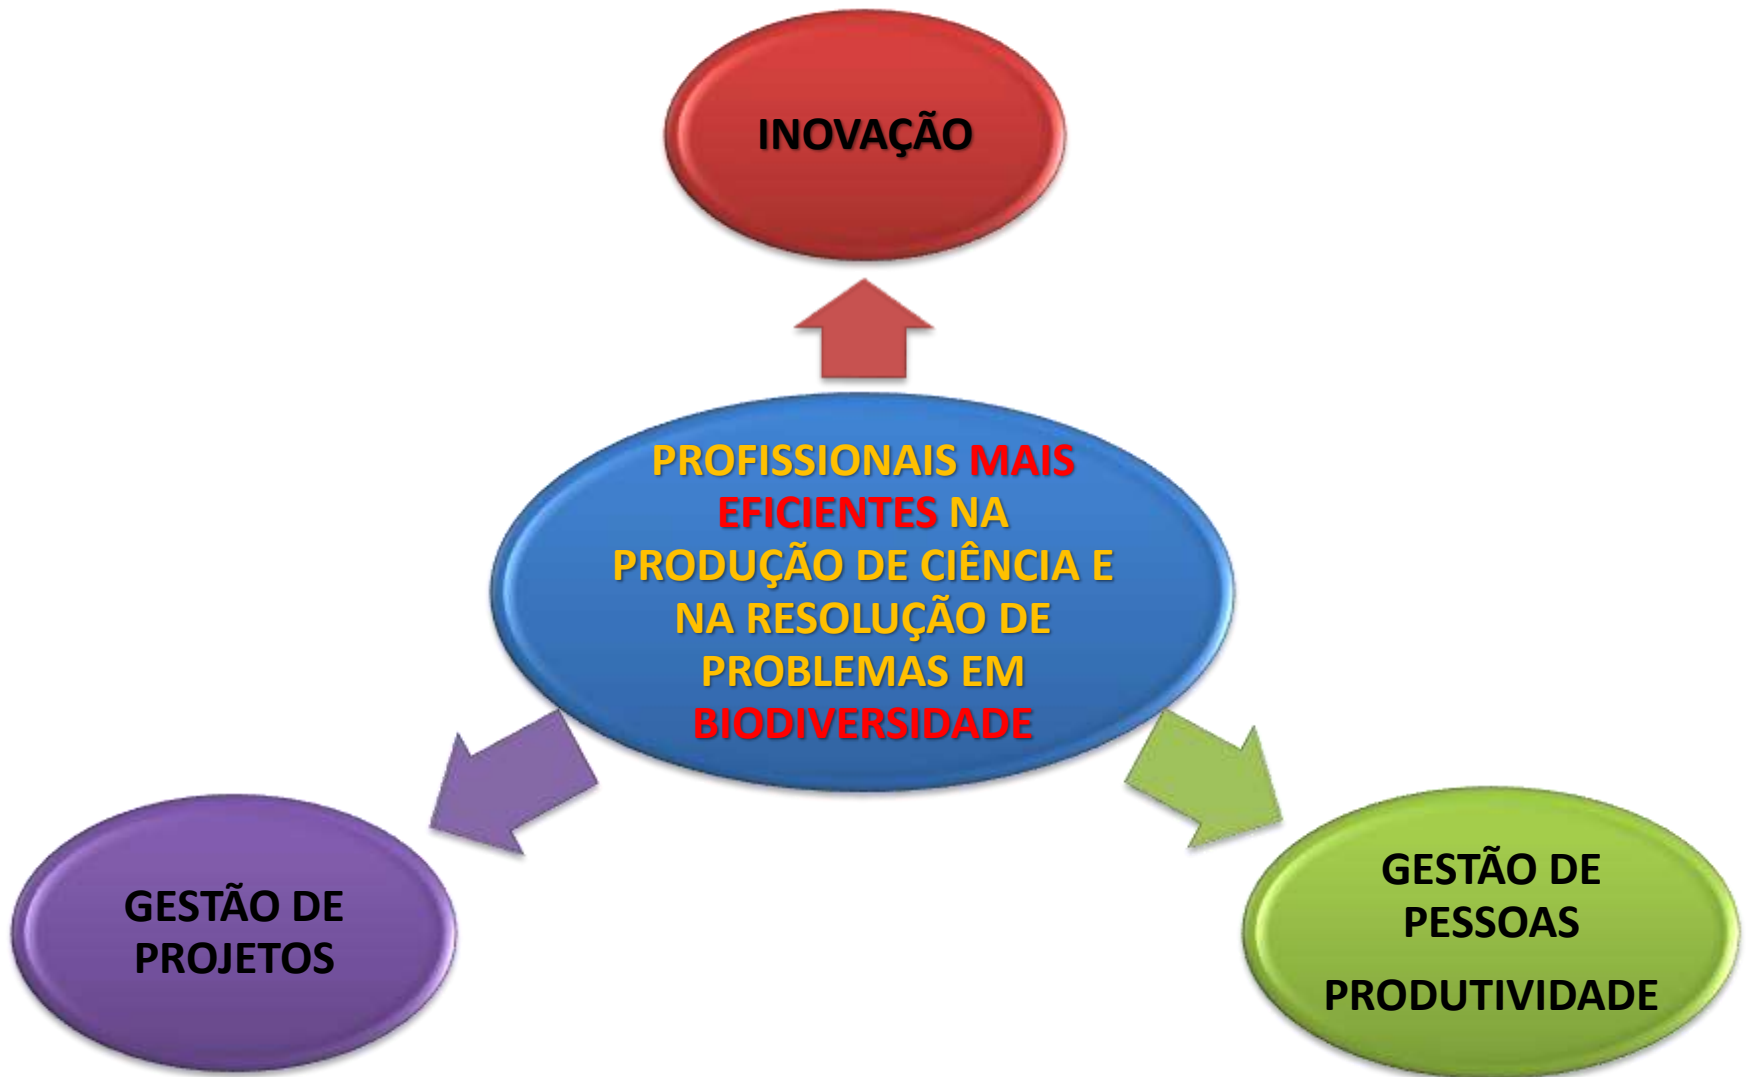 INOVAÇÃO
PROFISSIONAIS MAIS
EFICIENTES NA
PRODUÇÃO DE CIÊNCIA E
NA RESOLUÇÃO DE
PROBLEMAS EM
BIODIVERSIDADE
GESTÃO DE
PROJETOS
GESTÃO DE
PESSOAS
PRODUTIVIDADE